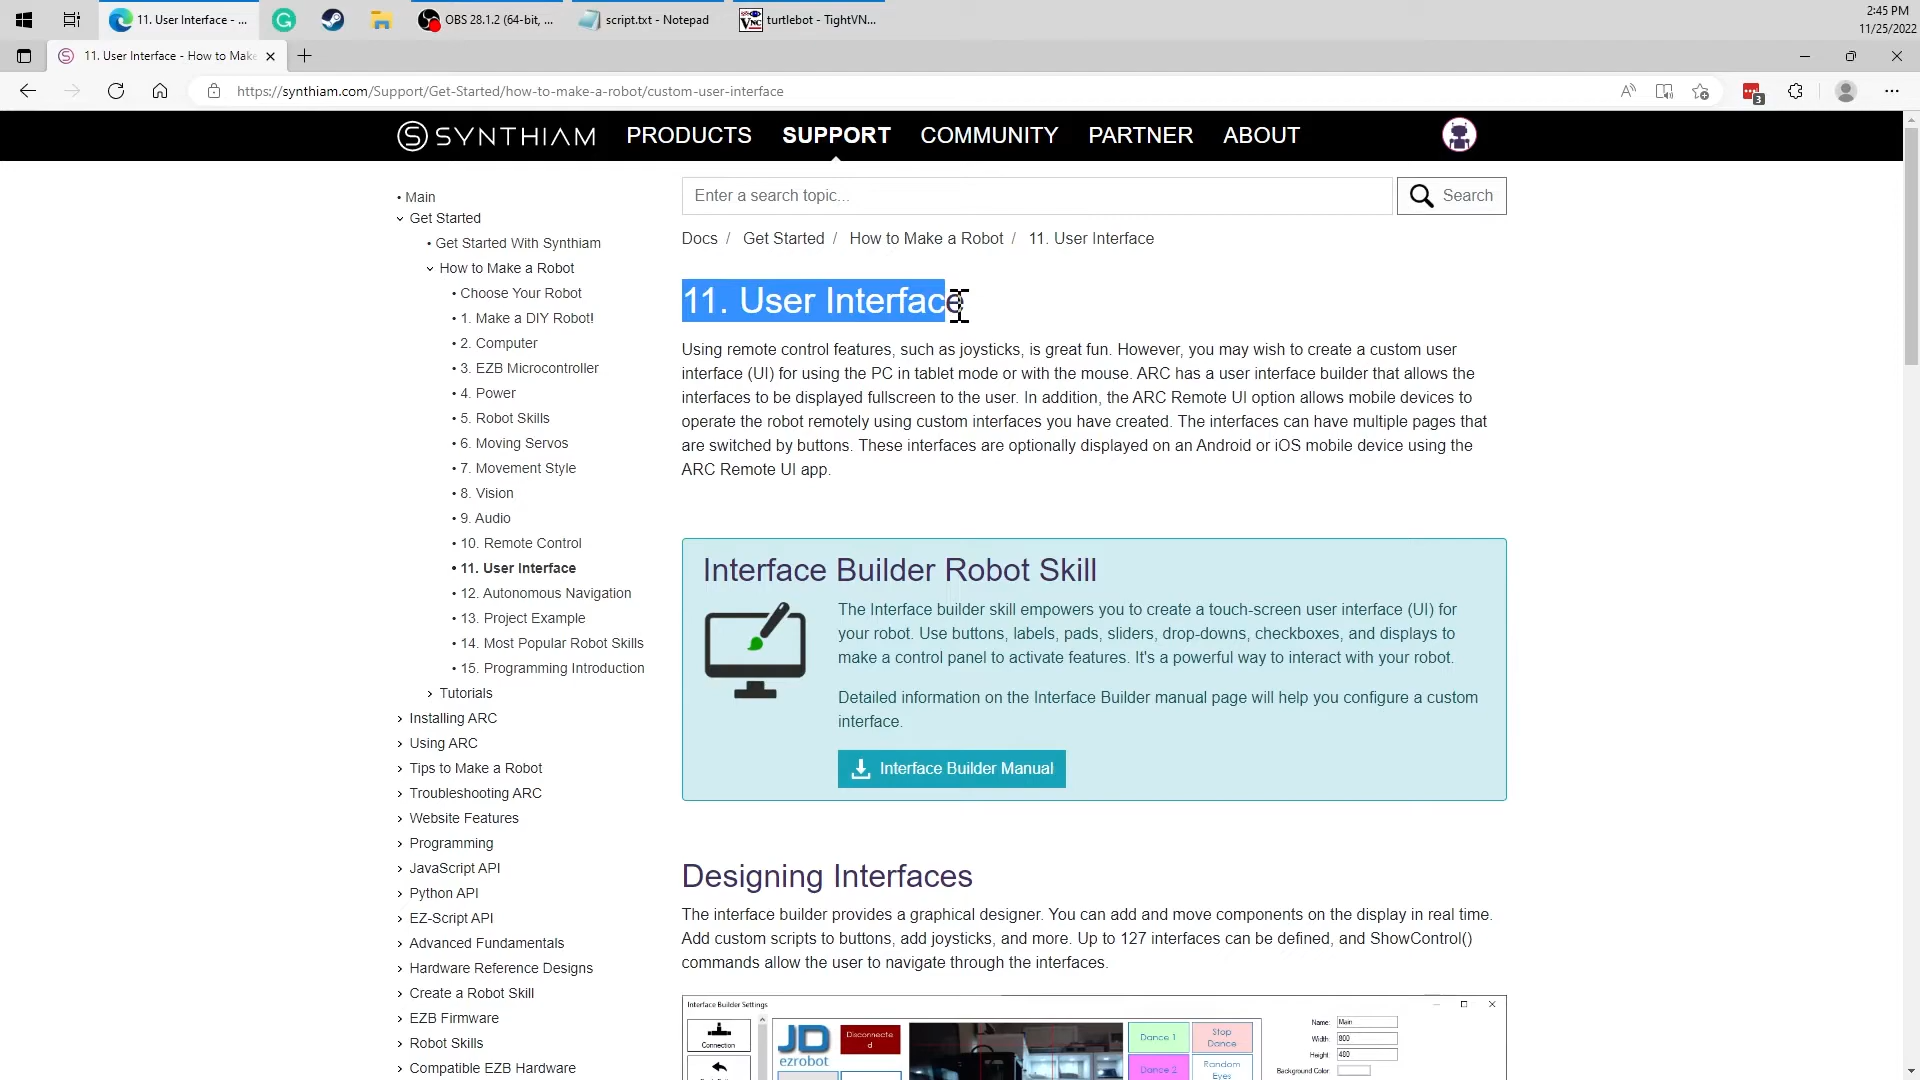 11. User Interface - ...
OBS 28.1.2 (64-bit, ...
script.txt - Notepad
turtlebot - TightVN...
2:45 PM
11/25/2022
11. User Interface - How to Make
https://synthiam.com/Support/Get-Started/how-to-make-a-robot/custom-user-interface
3
SYNTHIAM
PRODUCTS
SUPPORT
COMMUNITY
PARTNER
ABOUT
• Main
Get Started
• Get Started With Synthiam
How to Make a Robot
• Choose Your Robot
• 1. Make a DIY Robot!
• 2. Computer
• 3. EZB Microcontroller
• 4. Power
• 5. Robot Skills
• 6. Moving Servos
• 7. Movement Style
• 8. Vision
• 9. Audio
• 10. Remote Control
• 11. User Interface
• 12. Autonomous Navigation
• 13. Project Example
• 14. Most Popular Robot Skills
• 15. Programming Introduction
Tutorials
Installing ARC
Using ARC
Tips to Make a Robot
Troubleshooting ARC
Website Features
Programming
JavaScript API
Python API
EZ-Script API
Advanced Fundamentals
Hardware Reference Designs
Create a Robot Skill
EZB Firmware
Robot Skills
Compatible EZB Hardware
Enter a search topic...
Search
Docs / Get Started / How to Make a Robot / 11. User Interface
11. User Interface
Using remote control features, such as joysticks, is great fun. However, you may wish to create a custom user
interface (UI) for using the PC in tablet mode or with the mouse. ARC has a user interface builder that allows the
interfaces to be displayed fullscreen to the user. In addition, the ARC Remote UI option allows mobile devices to
operate the robot remotely using custom interfaces you have created. The interfaces can have multiple pages that
are switched by buttons. These interfaces are optionally displayed on an Android or iOS mobile device using the
ARC Remote UI app.
Interface Builder Robot Skill
The Interface builder skill empowers you to create a touch-screen user interface (UI) for
your robot. Use buttons, labels, pads, sliders, drop-downs, checkboxes, and displays to
make a control panel to activate features. It's a powerful way to interact with your robot.
Detailed information on the Interface Builder manual page will help you configure a custom
interface.
Interface Builder Manual
Designing Interfaces
The interface builder provides a graphical designer. You can add and move components on the display in real time.
Add custom scripts to buttons, add joysticks, and more. Up to 127 interfaces can be defined, and ShowControl()
commands allow the user to navigate through the interfaces.
Interface Builder Settings
Connection
JD
ezrobot
Disconnecte
d
Dance 1
Stop
Dance
Dance 2
Random
Eyes
Name: Main
Width: 800
Height: 480
Background Color: